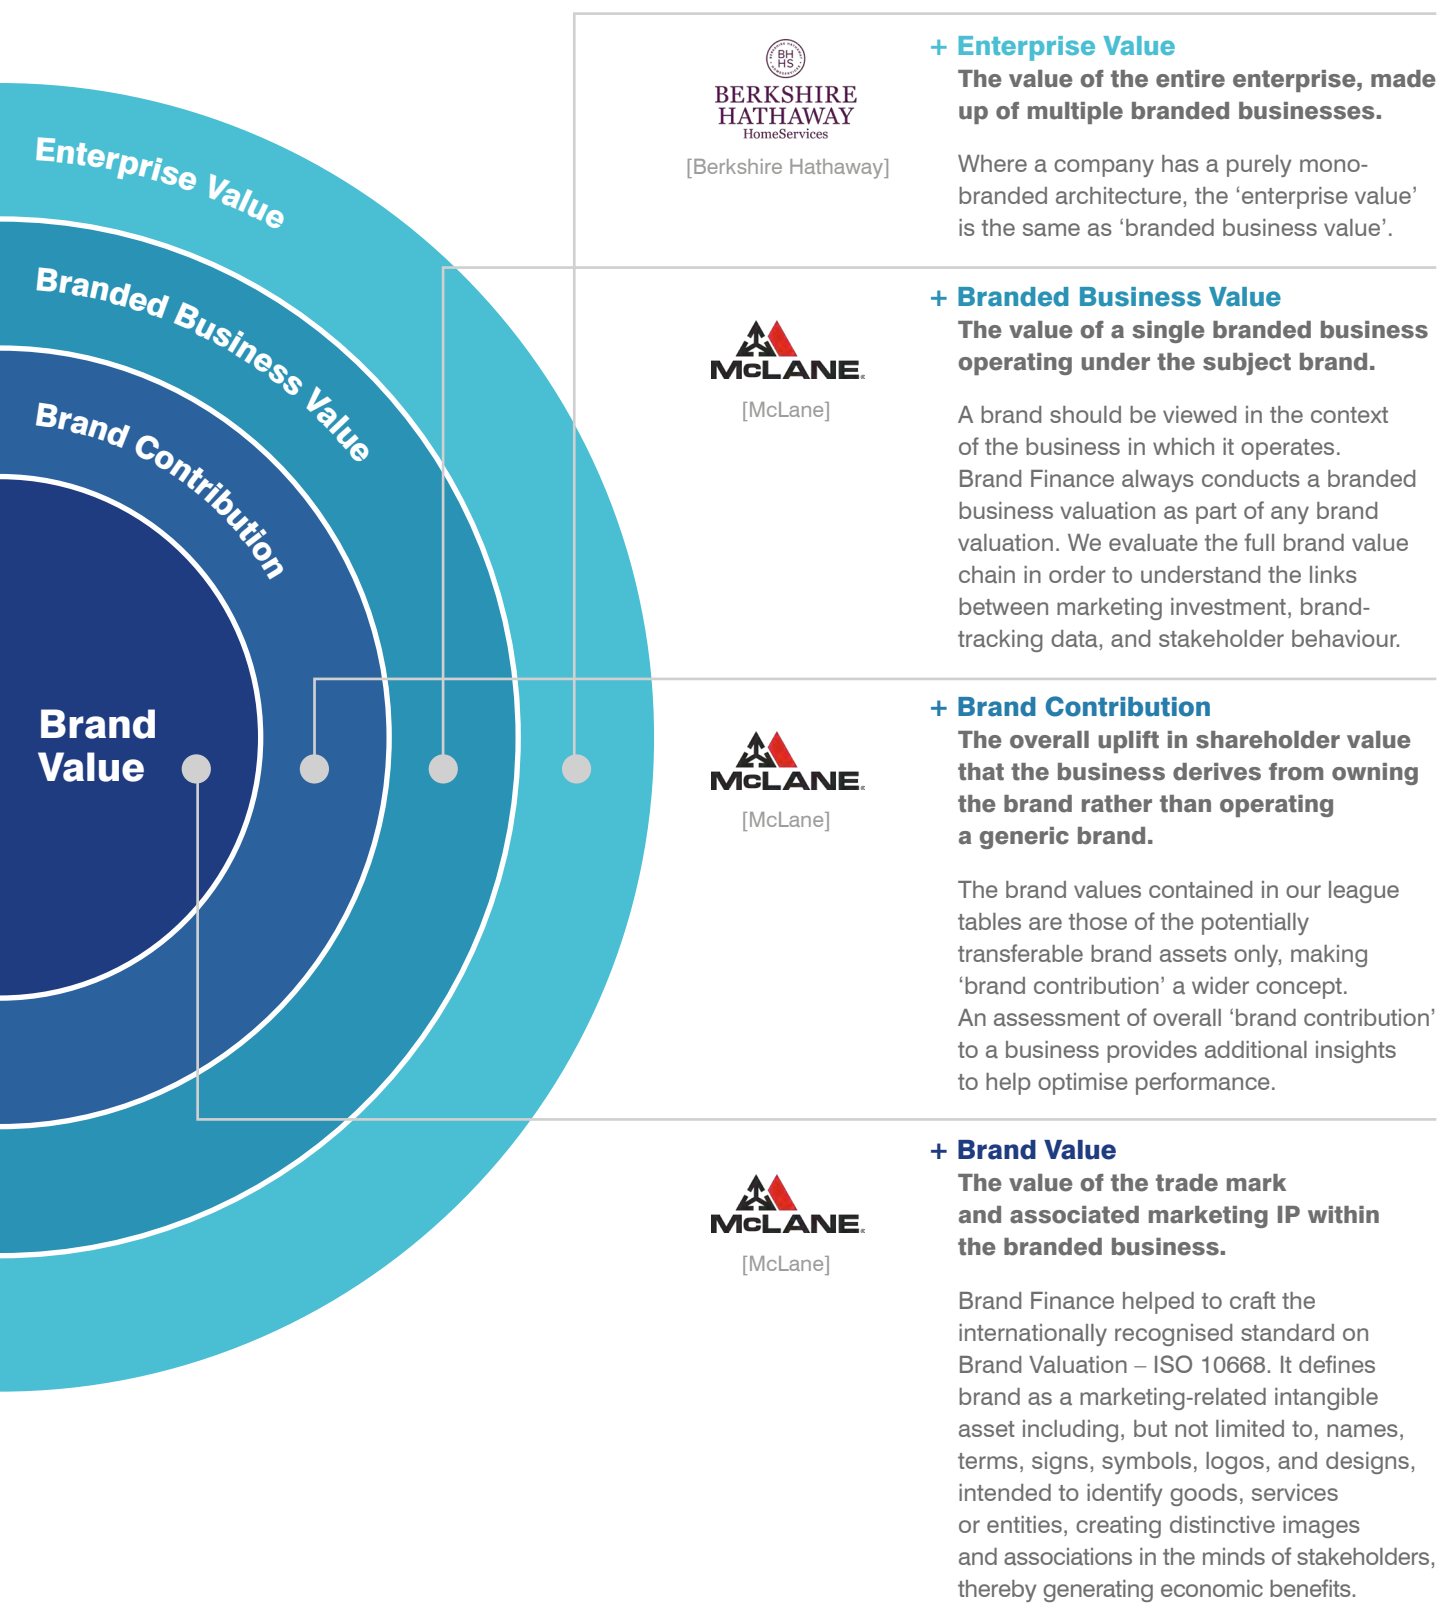 Enterprise Value
Branded Business Value
Brand Contribution
Brand
Value
BH
HS
BERKSHIRE
HATHAWAY
HomeServices
[Berkshire Hathaway]
+ Enterprise Value
The value of the entire enterprise, made
up of multiple branded businesses.
Where a company has a purely mono-
branded architecture, the ‘enterprise value’
is the same as ‘branded business value’.
McLANE
[McLane]
+ Branded Business Value
The value of a single branded business
operating under the subject brand.
A brand should be viewed in the context
of the business in which it operates.
Brand Finance always conducts a branded
business valuation as part of any brand
valuation. We evaluate the full brand value
chain in order to understand the links
between marketing investment, brand-
tracking data, and stakeholder behaviour.
McLANE
[McLane]
+ Brand Contribution
The overall uplift in shareholder value
that the business derives from owning
the brand rather than operating
a generic brand.
The brand values contained in our league
tables are those of the potentially
transferable brand assets only, making
‘brand contribution’ a wider concept.
An assessment of overall ‘brand contribution’
to a business provides additional insights
to help optimise performance.
McLANE
[McLane]
+ Brand Value
The value of the trade mark
and associated marketing IP within
the branded business.
Brand Finance helped to craft the
internationally recognised standard on
Brand Valuation – ISO 10668. It defines
brand as a marketing-related intangible
asset including, but not limited to, names,
terms, signs, symbols, logos, and designs,
intended to identify goods, services
or entities, creating distinctive images
and associations in the minds of stakeholders,
thereby generating economic benefits.